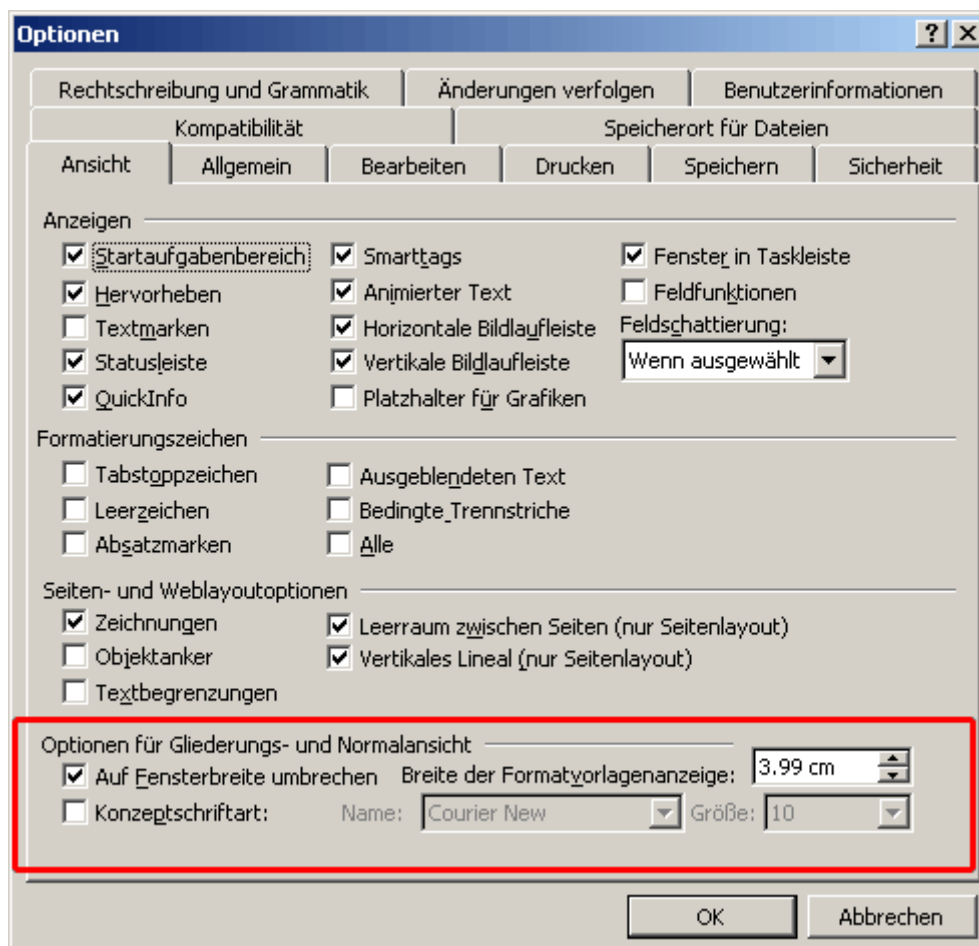 Optionen
Rechtschreibung und Grammatik Änderungen verfolgen Benutzerinformationen
Kompatibilität Speicherort für Dateien
Ansicht Allgemein Bearbeiten Drucken Speichern Sicherheit
Anzeigen
Startaufgabenbereich Smarttags Fenster in Taskleiste
Hervorheben Animierter Text Feldfunktionen
Textmarken Horizontale Bildlaufleiste Feldschattierung:
Statusleiste Vertikale Bildlaufleiste Wenn ausgewählt
QuickInfo Platzhalter für Grafiken
Formatierungszeichen
Tabstoppzeichen Ausgeblendeten Text
Leerzeichen Bedingte Trennstriche
Absatzmarken Alle
Seiten- und Weblayoutoptionen
Zeichnungen Leerraum zwischen Seiten (nur Seitenlayout)
Objektanker Vertikales Lineal (nur Seitenlayout)
Textbegrenzungen
Optionen für Gliederungs- und Normalansicht
Auf Fensterbreite umbrechen Breite der Formatvorlagenanzeige: 3.99 cm
Konzeptschriftart: Name: Courier New Größe: 10
OK Abbrechen